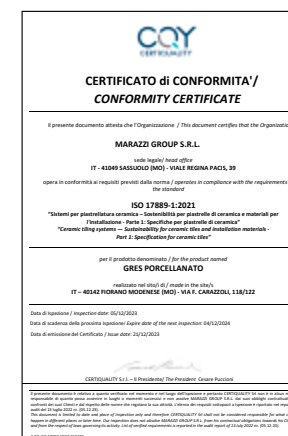 CQY
CERTIQUALITY
CERTIFICATO di CONFORMITA'/
CONFORMITY CERTIFICATE
Il presente documento attesta che l'Organizzazione / This document certifies that the Organizatio
MARAZZI GROUP S.R.L.
sede legale/ head office
IT - 41049 SASSUOLO (MO) - VIALE REGINA PACIS, 39
opera in conformità ai requisiti previsti dalla norma / operates in compliance with the requirements
the standard
ISO 17889-1:2021
"Sistemi per piastrellatura ceramica – Sostenibilità per piastrelle di ceramica e materiali per
l'installazione - Parte 1: Specifiche per piastrelle di ceramica"
"Ceramic tiling systems — Sustainability for ceramic tiles and installation materials -
Part 1: Specification for ceramic tiles"
per il prodotto denominato / for the product named
GRES PORCELLANATO
realizzato nel sito/i di / made in the site/s
IT – 40142 FIORANO MODENESE (MO) - VIA F. CARAZZOLI, 118/122
Data di Ispezione / inspection date: 05/12/2023
Data di scadenza della prossima ispezione/ Expire date of the next inspection: 04/12/2024
Data di emissione del Certificato / Issue date: 21/12/2023
CERTIQUALITY S.r.l. – Il Presidente/ The President Cesare Puccioni